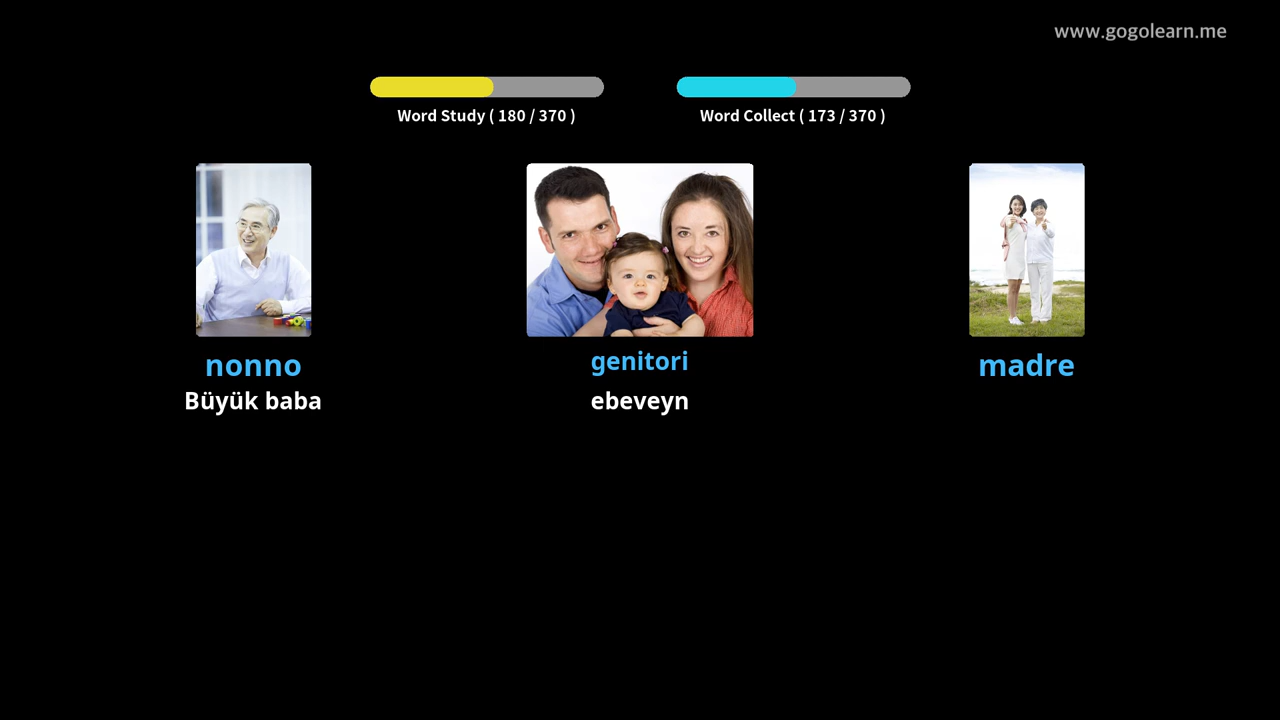 www.gogolearn.me
Word Study ( 180 / 370 )
Word Collect ( 173 / 370 )
nonno
Büyük baba
genitori
ebeveyn
madre